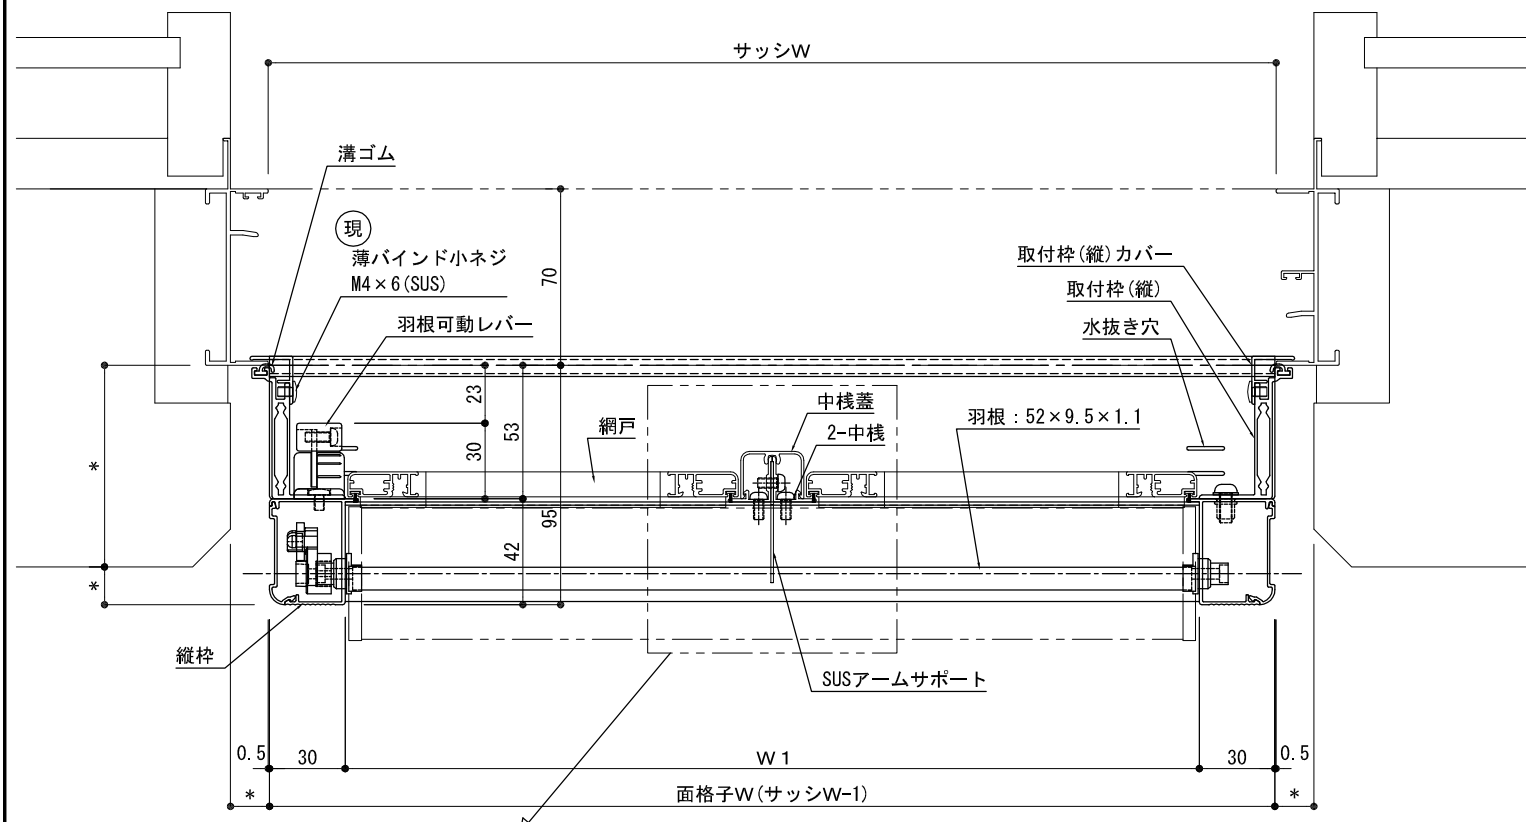 サッシW
溝ゴム
現
薄バインド小ネジ
M4×6(SUS)
羽根可動レバー
70
取付枠(縦)カバー
取付枠(縦)
水抜き穴
23
30
53
95
42
網戸
中桟蓋
2-中桟
羽根：52×9.5×1.1
*
*
縦枠
SUSアームサポート
0.5
30
W1
30
0.5
*
面格子W(サッシW-1)
*